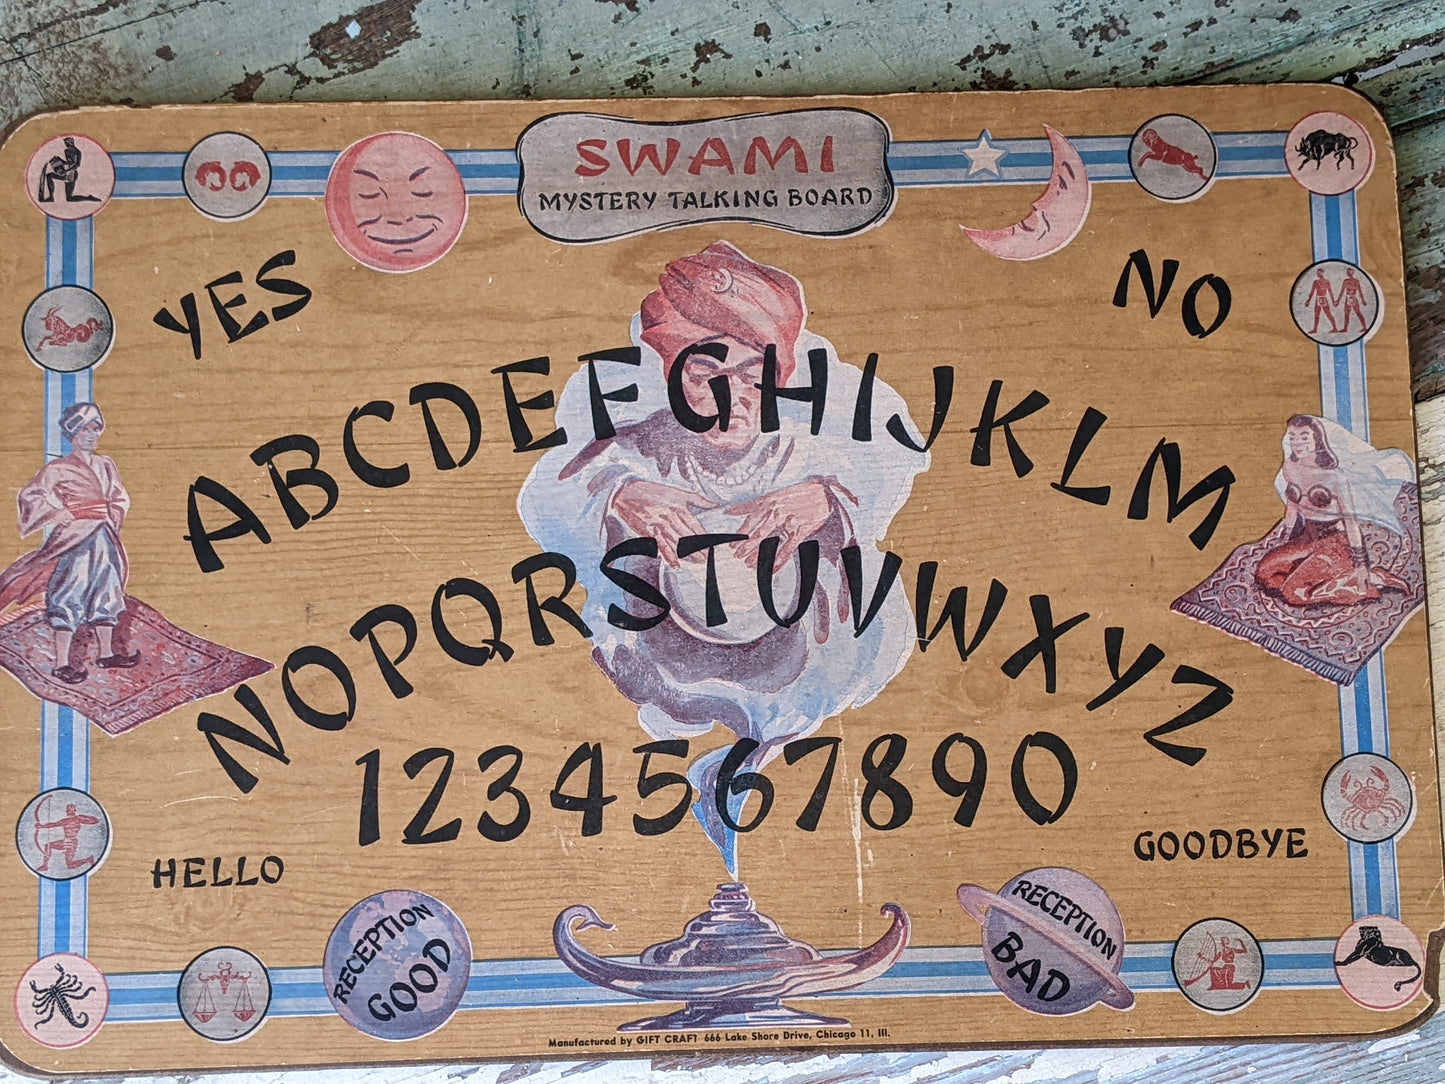 SWAMI
MYSTERY TALKING BOARD
YES
NO
ABCDEFGHIJKLM
NOPQRSTUVWXYZ
1234567890
HELLO
GOODBYE
RECEPTION
GOOD
RECEPTION
BAD
Manufactured by GIFT CRAFT 666 Lake Shore Drive, Chicago 11, Ill.